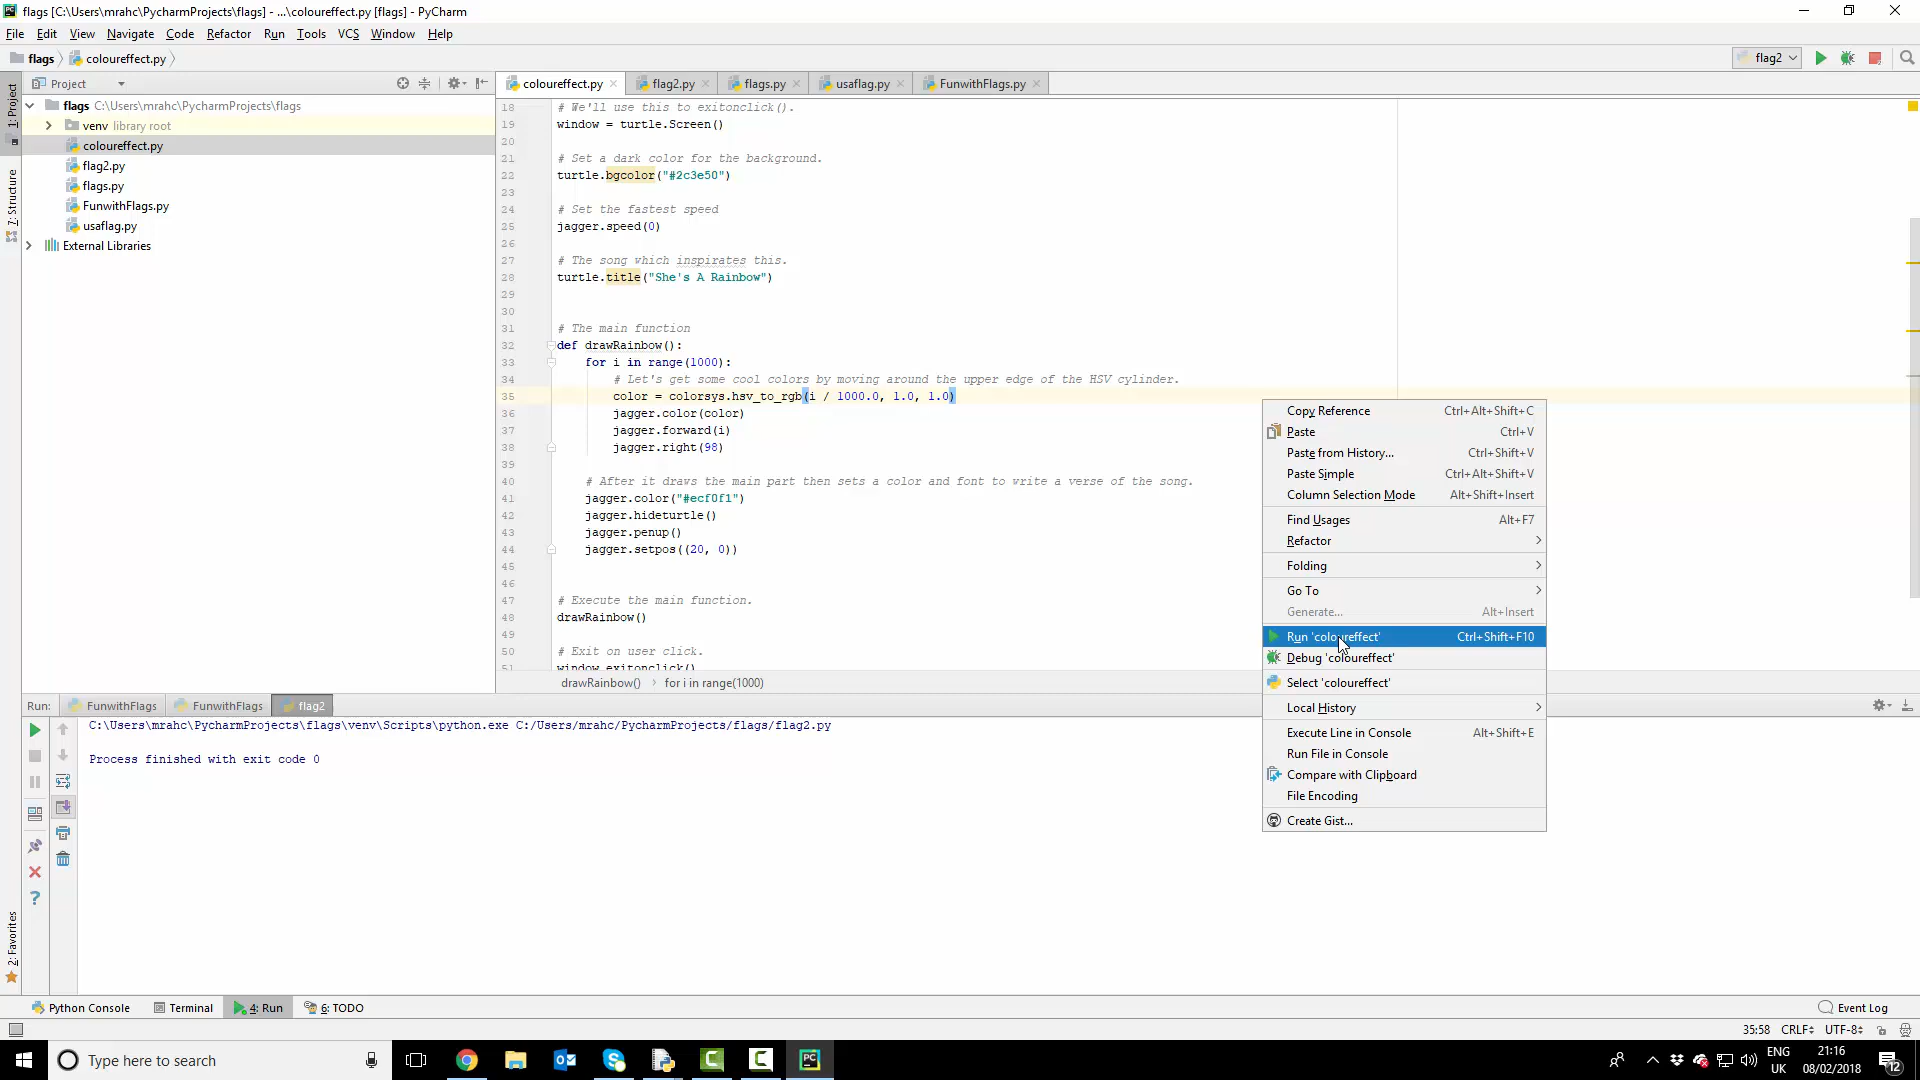 flags [C:\Users\mrahc\PycharmProjects\flags] - ...\coloureffect.py [flags] - PyCharm
File Edit View Navigate Code Refactor Run Tools VCS Window Help
flags coloureffect.py flag2
Project
coloureffect.py flag2.py flags.py usaflag.py FunwithFlags.py
1: Project
7: Structure
2: Favorites
flags C:\Users\mrahc\PycharmProjects\flags
venv library root
coloureffect.py
flag2.py
flags.py
FunwithFlags.py
usaflag.py
External Libraries
18 # We'll use this to exitonclick().
19 window = turtle.Screen()
20
21 # Set a dark color for the background.
22 turtle.bgcolor("#2c3e50")
23
24 # Set the fastest speed
25 jagger.speed(0)
26
27 # The song which inspirates this.
28 turtle.title("She's A Rainbow")
29
30
31 # The main function
32 def drawRainbow():
33 for i in range(1000):
34 # Let's get some cool colors by moving around the upper edge of the HSV cylinder.
35 color = colorsys.hsv_to_rgb(i / 1000.0, 1.0, 1.0)
36 jagger.color(color)
37 jagger.forward(i)
38 jagger.right(98)
39
40 # After it draws the main part then sets a color and font to write a verse of the song.
41 jagger.color("#ecf0f1")
42 jagger.hideturtle()
43 jagger.penup()
44 jagger.setpos((20, 0))
45
46
47 # Execute the main function.
48 drawRainbow()
49
50 # Exit on user click.
51 window.exitonclick()
drawRainbow() for i in range(1000)
Copy Reference Ctrl+Alt+Shift+C
Paste Ctrl+V
Paste from History... Ctrl+Shift+V
Paste Simple Ctrl+Alt+Shift+V
Column Selection Mode Alt+Shift+Insert
Find Usages Alt+F7
Refactor
Folding
Go To
Generate... Alt+Insert
Run 'coloureffect' Ctrl+Shift+F10
Debug 'coloureffect'
Select 'coloureffect'
Local History
Execute Line in Console Alt+Shift+E
Run File in Console
Compare with Clipboard
File Encoding
Create Gist...
Run: FunwithFlags FunwithFlags flag2
C:\Users\mrahc\PycharmProjects\flags\venv\Scripts\python.exe C:/Users/mrahc/PycharmProjects/flags/flag2.py
Process finished with exit code 0
Python Console Terminal 4: Run 6: TODO Event Log
35:58 CRLF UTF-8
Type here to search
ENG
UK
21:16
08/02/2018
12